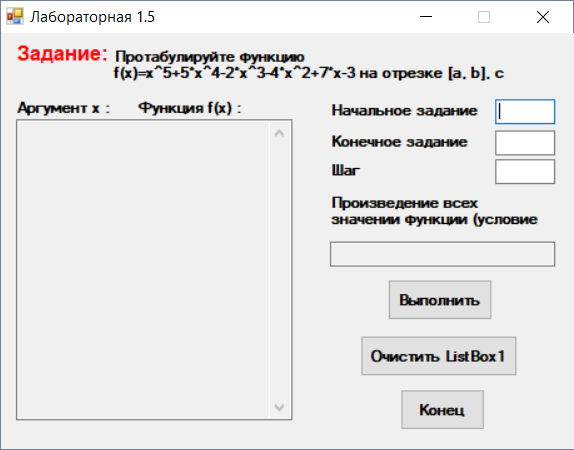 Лабораторная 1.5
Задание: Протабулируйте функцию
f(x)=x^5+5*x^4-2*x^3-4*x^2+7*x-3 на отрезке [a, b], с
Аргумент x : Функция f(x) :
Начальное задание
Конечное задание
Шаг
Произведение всех
значении функции (условие
Выполнить
Очистить ListBox1
Конец